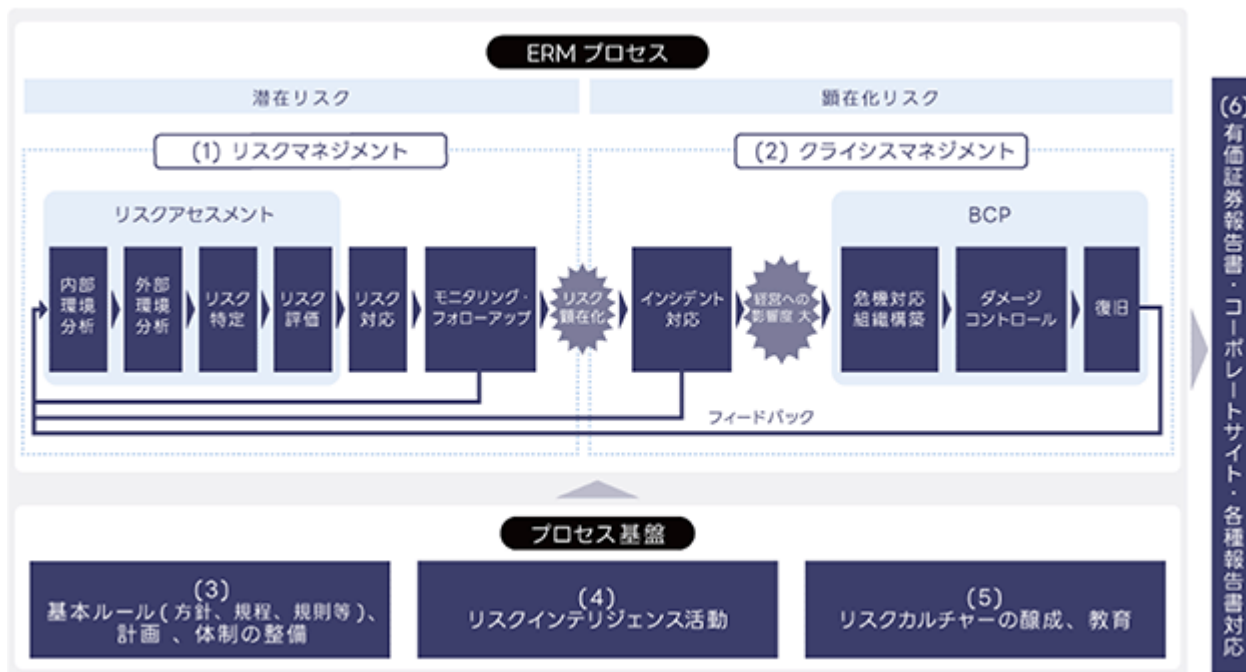 ERM プロセス
潜在リスク
顕在化リスク
(1) リスクマネジメント
(2) クライシスマネジメント
リスクアセスメント
BCP
内部
環境
分析
外部
環境
分析
リスク
特定
リスク
評価
リスク
対応
モニタリング・
フォローアップ
リスク
顕在化
インシデント
対応
経営への
影響度 大
危機対応
組織構築
ダメージ
コントロール
復旧
フィードバック
プロセス基盤
(3)
基本ルール(方針、規程、規則等)、
計画 、体制の整備
(4)
リスクインテリジェンス活動
(5)
リスクカルチャーの醸成、教育
(6)
有価証券報告書・コーポレートサイト・各種報告書対応